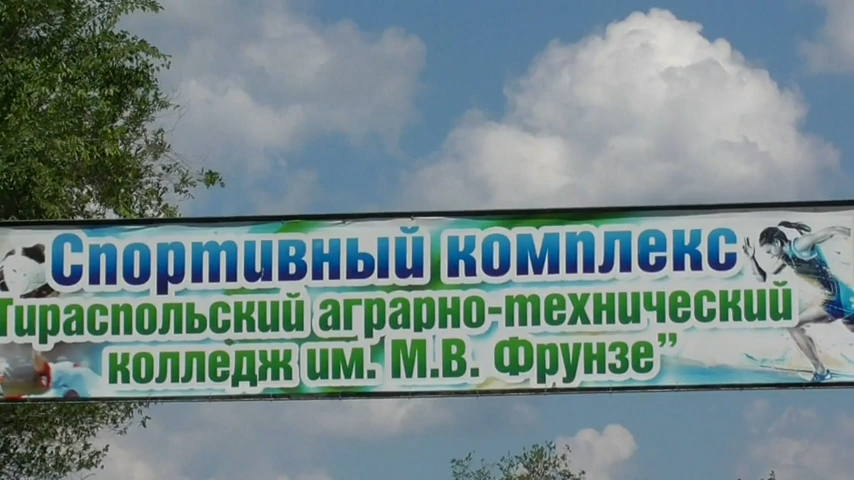 Спортивный комплекс
Тираспольский аграрно-технический
колледж им. М.В. Фрунзе”